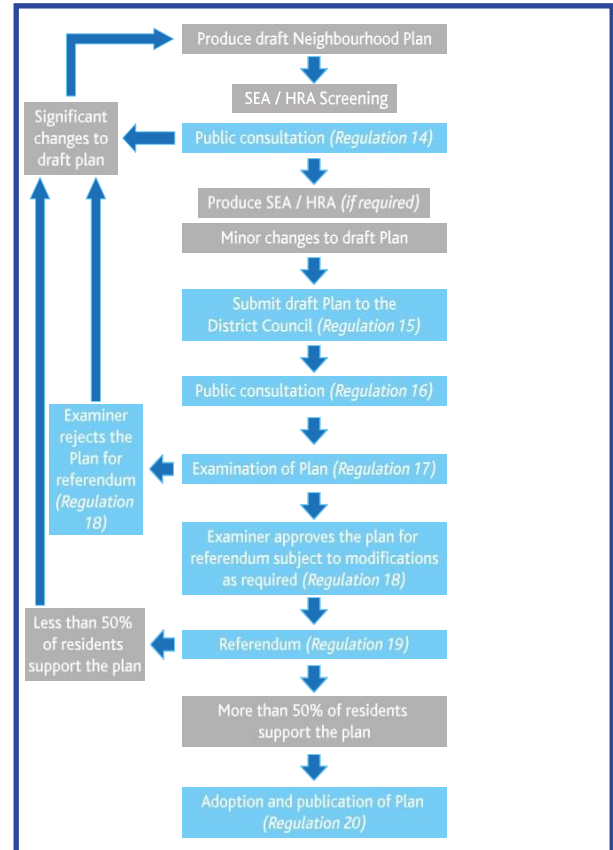 Produce draft Neighbourhood Plan
SEA / HRA Screening
Significant
changes to
draft plan
Public consultation (Regulation 14)
Produce SEA / HRA (if required)
Minor changes to draft Plan
Submit draft Plan to the
District Council (Regulation 15)
Public consultation (Regulation 16)
Examiner
rejects the
Plan for
referendum
(Regulation
18)
Examination of Plan (Regulation 17)
Examiner approves the plan for
referendum subject to modifications
as required (Regulation 18)
Less than 50%
of residents
support the plan
Referendum (Regulation 19)
More than 50% of residents
support the plan
Adoption and publication of Plan
(Regulation 20)